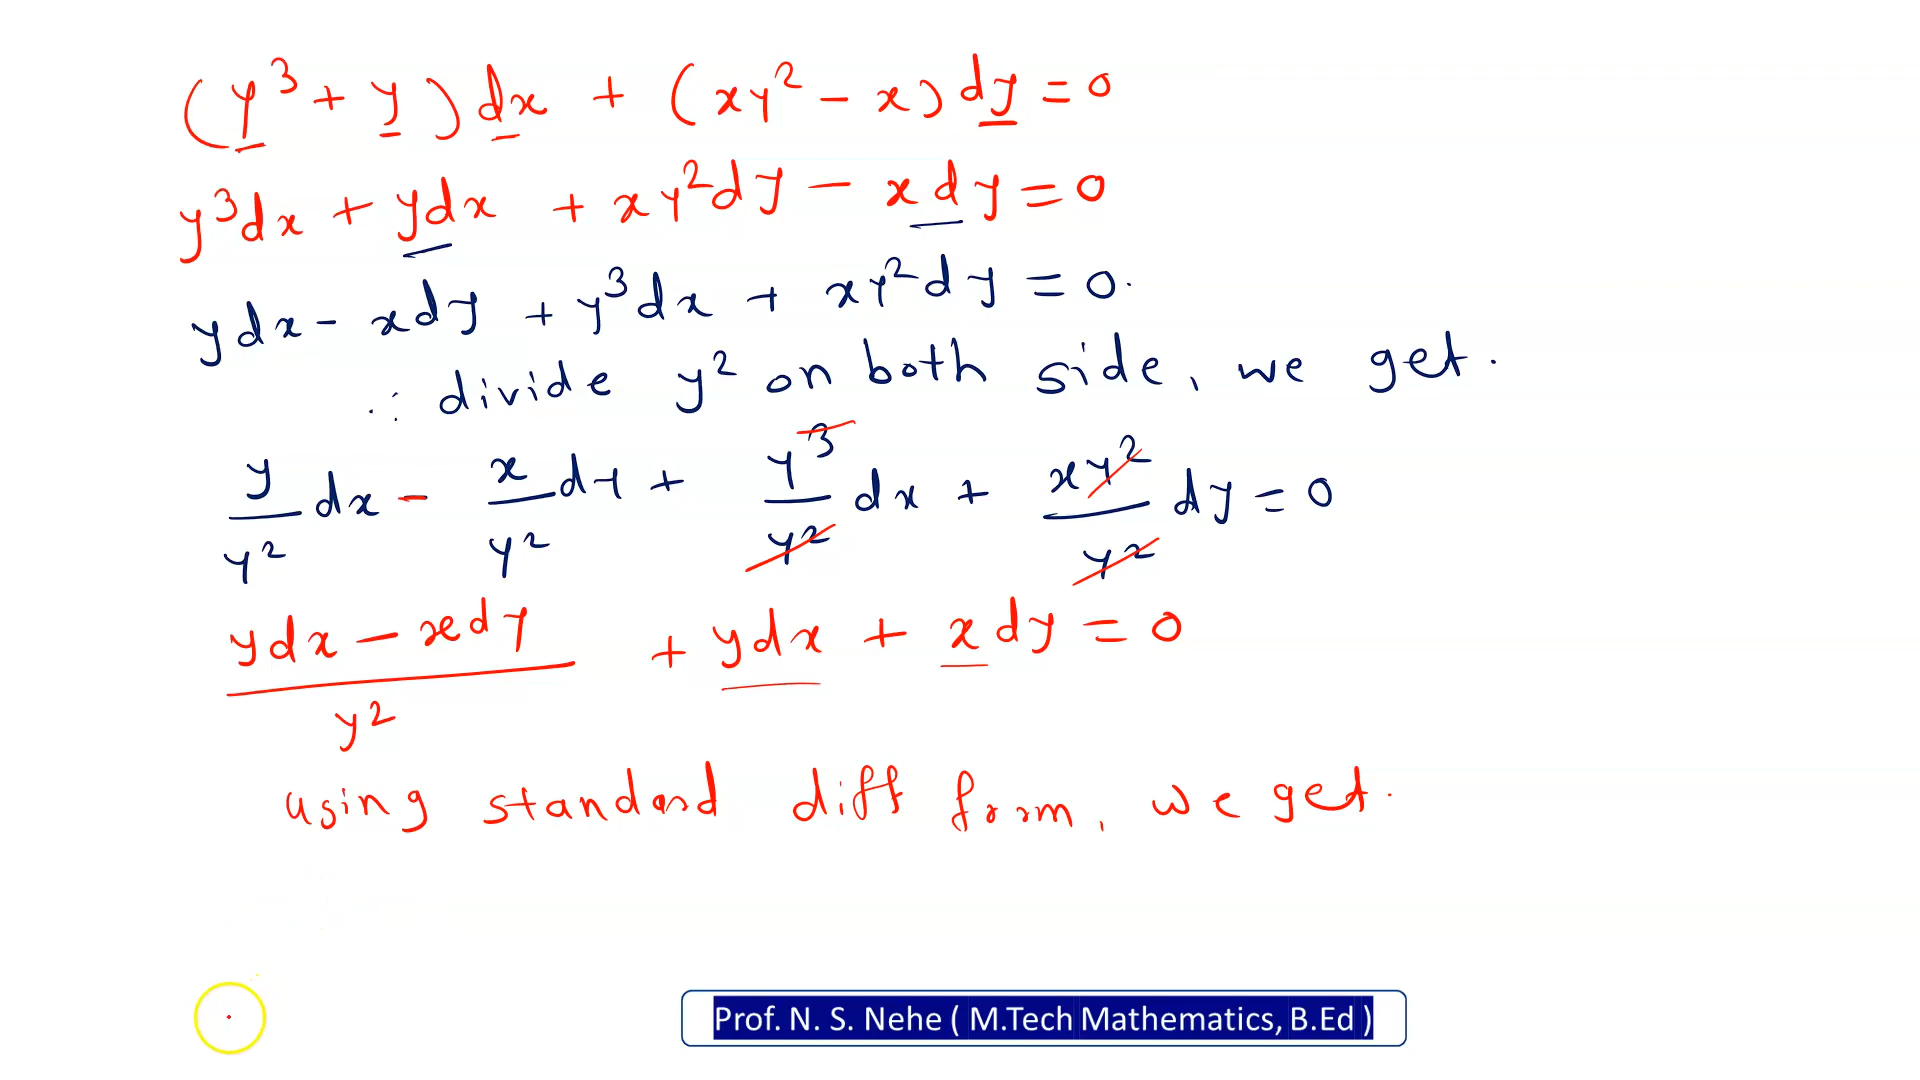 (y³ + y) dx + (xy² - x) dy = 0
y³dx + ydx + xy²dy - xdy = 0
ydx - xdy + y³dx + xy²dy = 0.
∴ divide y² on both side, we get.
y/y² dx - x/y² dy + y³/y² dx + xy²/y² dy = 0
(ydx - xdy)/y² + ydx + xdy = 0
using standard diff form, we get.
Prof. N. S. Nehe ( M.Tech Mathematics, B.Ed )